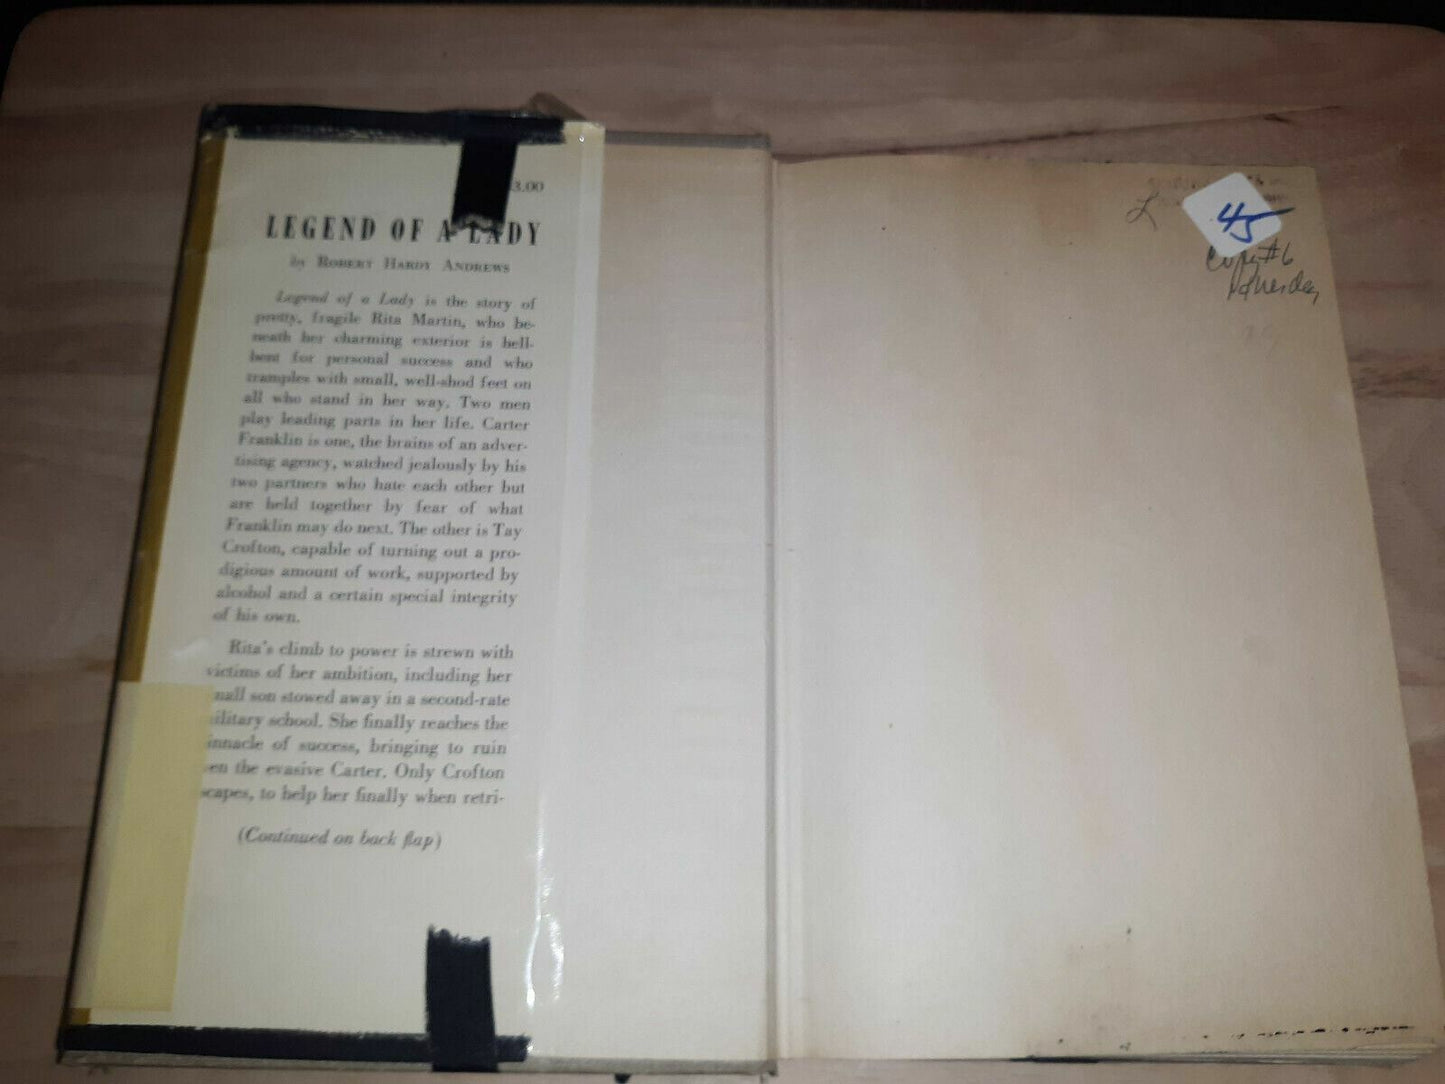 3.00
LEGEND OF A LADY
by Robert Hardy Andrews
Legend of a Lady is the story of
pretty, fragile Rita Martin, who be-
neath her charming exterior is hell-
bent for personal success and who
tramples with small, well-shod feet on
all who stand in her way. Two men
play leading parts in her life. Carter
Franklin is one, the brains of an adver-
tising agency, watched jealously by his
two partners who hate each other but
are held together by fear of what
Franklin may do next. The other is Tay
Crofton, capable of turning out a pro-
digious amount of work, supported by
alcohol and a certain special integrity
of his own.
Rita's climb to power is strewn with
victims of her ambition, including her
mall son stowed away in a second-rate
ilitary school. She finally reaches the
innacle of success, bringing to ruin
en the evasive Carter. Only Crofton
scapes, to help her finally when retri-
(Continued on back flap)
L
45
Copy #6